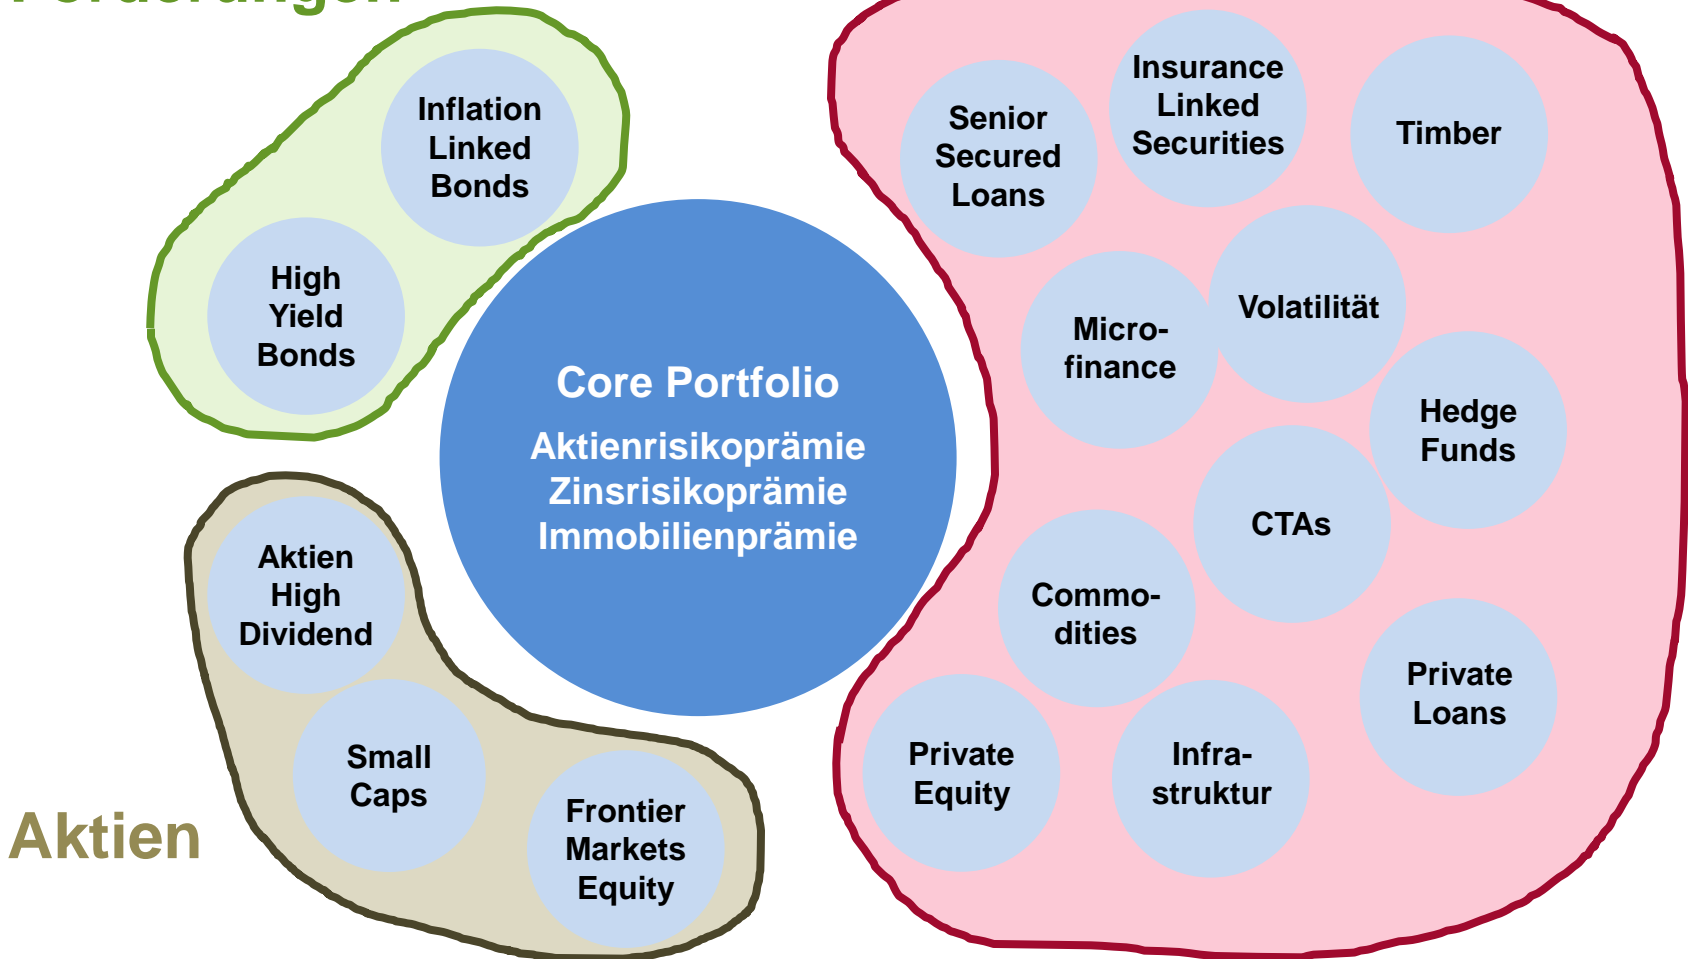 Forderungen
Inflation
Linked
Bonds
High
Yield
Bonds
Core Portfolio
Aktienrisikoprämie
Zinsrisikoprämie
Immobilienprämie
Aktien
High
Dividend
Small
Caps
Frontier
Markets
Equity
Aktien
Senior
Secured
Loans
Insurance
Linked
Securities
Timber
Micro-
finance
Volatilität
Hedge
Funds
CTAs
Commo-
dities
Private
Loans
Private
Equity
Infra-
struktur